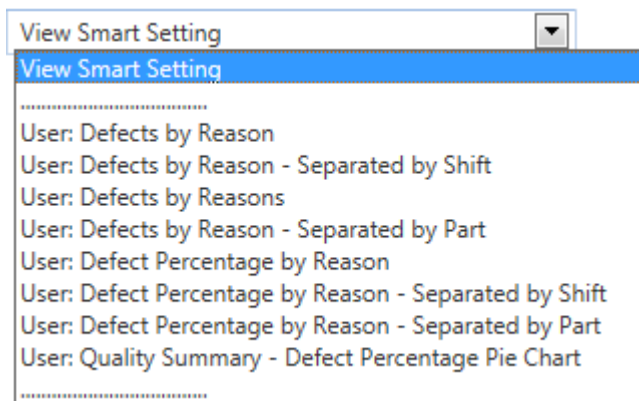 View Smart Setting
View Smart Setting
......................................
User: Defects by Reason
User: Defects by Reason - Separated by Shift
User: Defects by Reasons
User: Defects by Reason - Separated by Part
User: Defect Percentage by Reason
User: Defect Percentage by Reason - Separated by Shift
User: Defect Percentage by Reason - Separated by Part
User: Quality Summary - Defect Percentage Pie Chart
......................................